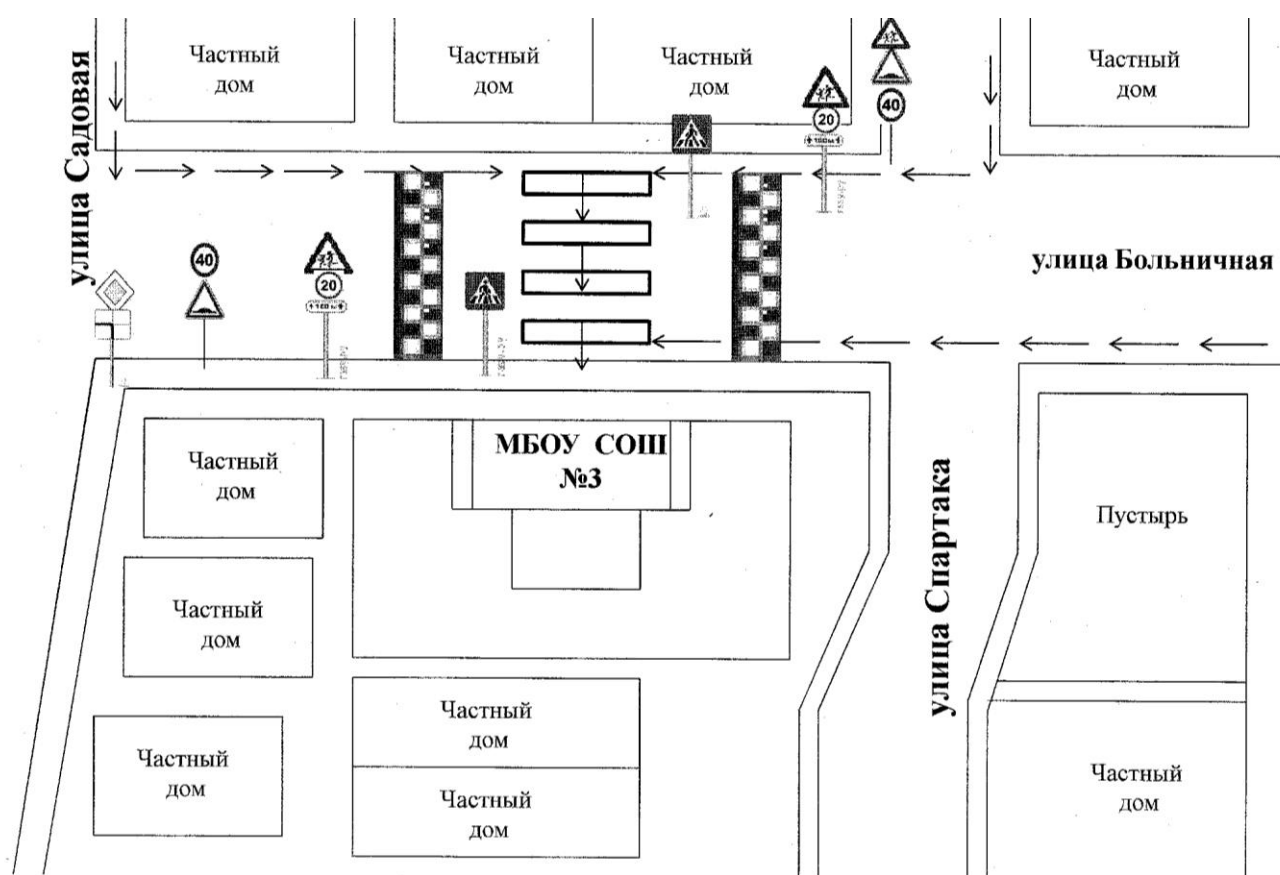 Частный
дом
Частный
дом
Частный
дом
Частный
дом
улица Садовая
40
20
40
20
улица Больничная
МБОУ СОШ
№3
Частный
дом
Частный
дом
Частный
дом
Частный
дом
Частный
дом
улица Спартака
Пустырь
Частный
дом